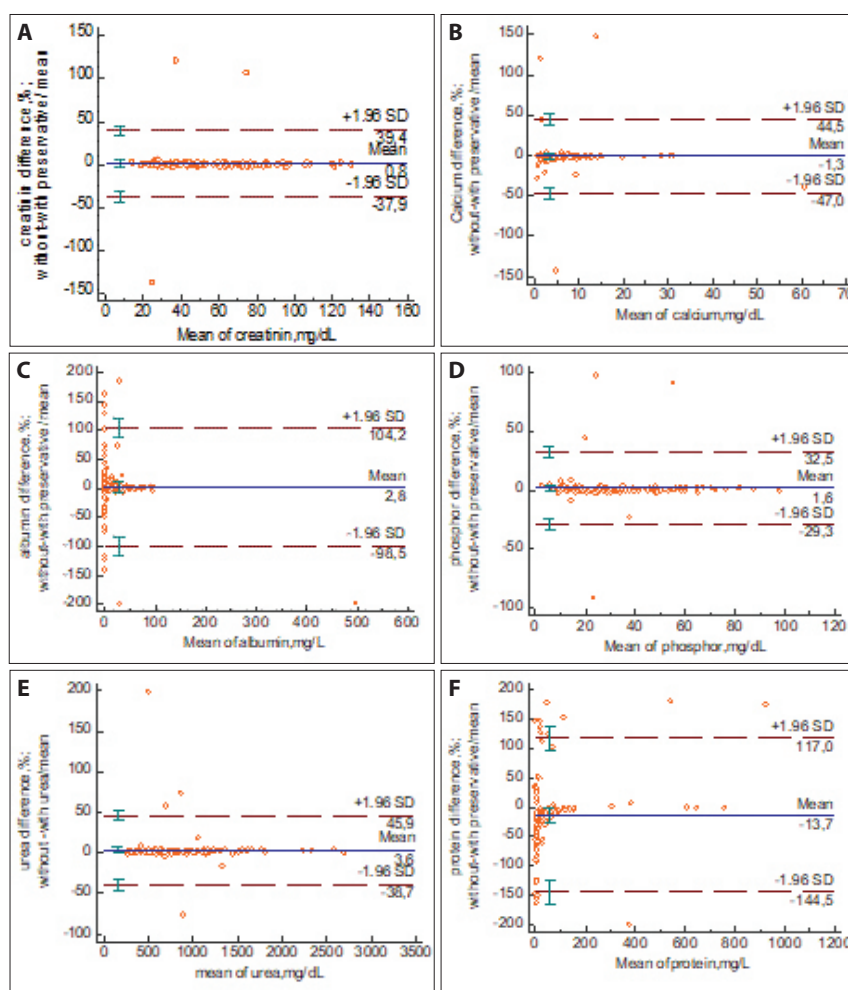 A
creatinin difference,%;
without-with preservative/mean
150
100
50
0
-50
-100
-150
+1.96 SD
39,4
Mean
0,8
-1.96 SD
-37,9
0 20 40 60 80 100 120 140 160
Mean of creatinin,mg/dL
B
Calcium difference,%;
without-with preservative/mean
150
100
50
0
-50
-100
-150
+1.96 SD
44,5
Mean
-1,3
-1.96 SD
-47,0
0 10 20 30 40 50 60 70
Mean of calcium,mg/dL
C
albumin difference,%;
without-with preservative/mean
200
150
100
50
0
-50
-100
-150
-200
+1.96 SD
104,2
Mean
2,8
-1.96 SD
-98,5
0 100 200 300 400 500 600
Mean of albumin,mg/L
D
phosphor difference,%;
without-with preservative/mean
100
50
0
-50
-100
+1.96 SD
32,5
Mean
1,6
-1.96 SD
-29,3
0 20 40 60 80 100 120
Mean of phosphor,mg/dL
E
urea difference,%;
without -with urea/mean
200
150
100
50
0
-50
-100
+1.96 SD
45,9
Mean
3,6
-1.96 SD
-38,7
0 500 1000 1500 2000 2500 3000 3500
mean of urea,mg/dL
F
protein difference,%;
without-with preservative/mean
200
150
100
50
0
-50
-100
-150
-200
+1.96 SD
117,0
Mean
-13,7
-1.96 SD
-144,5
0 200 400 600 800 1000 1200
Mean of protein,mg/L